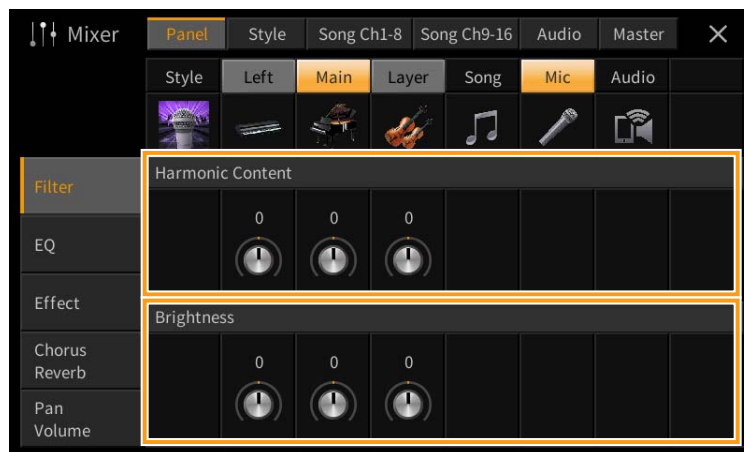 Mixer
Panel Style Song Ch1-8 Song Ch9-16 Audio Master
Style Left Main Layer Song Mic Audio
Filter
Harmonic Content
0 0 0
EQ
Effect
Brightness
Chorus
Reverb
0 0 0
Pan
Volume